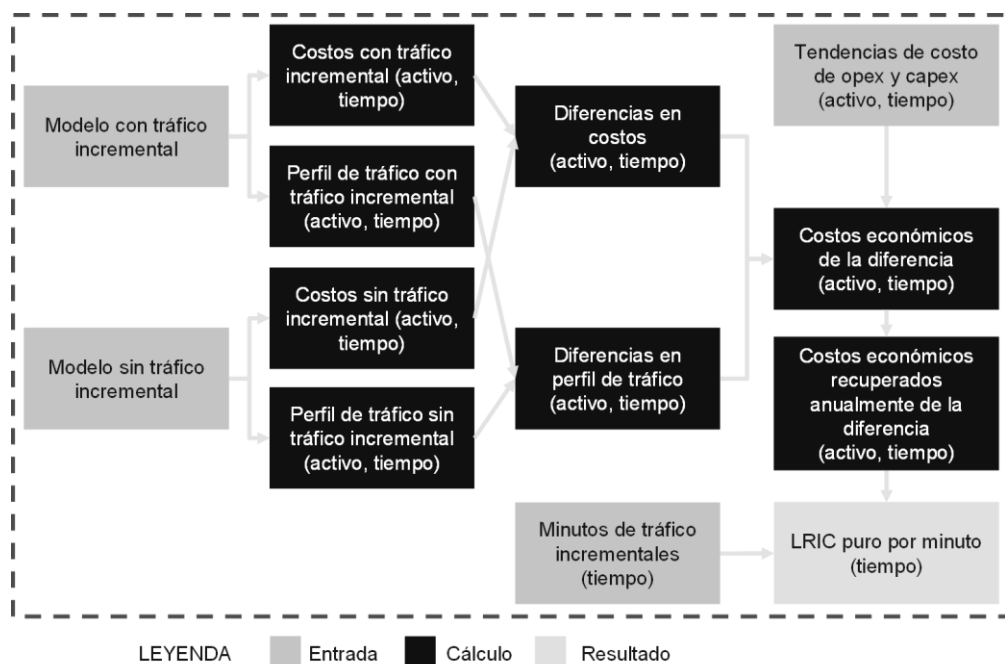 Modelo con tráfico
incremental
Modelo sin tráfico
incremental
Costos con tráfico
incremental (activo,
tiempo)
Perfil de tráfico con
tráfico incremental
(activo, tiempo)
Costos sin tráfico
incremental (activo,
tiempo)
Perfil de tráfico sin
tráfico incremental
(activo, tiempo)
Diferencias en
costos
(activo, tiempo)
Diferencias en
perfil de tráfico
(activo, tiempo)
Minutos de tráfico
incrementales
(tiempo)
Tendencias de costo
de opex y capex
(activo, tiempo)
Costos económicos
de la diferencia
(activo, tiempo)
Costos económicos
recuperados
anualmente de la
diferencia
(activo, tiempo)
LRIC puro por minuto
(tiempo)
LEYENDA
Entrada
Cálculo
Resultado